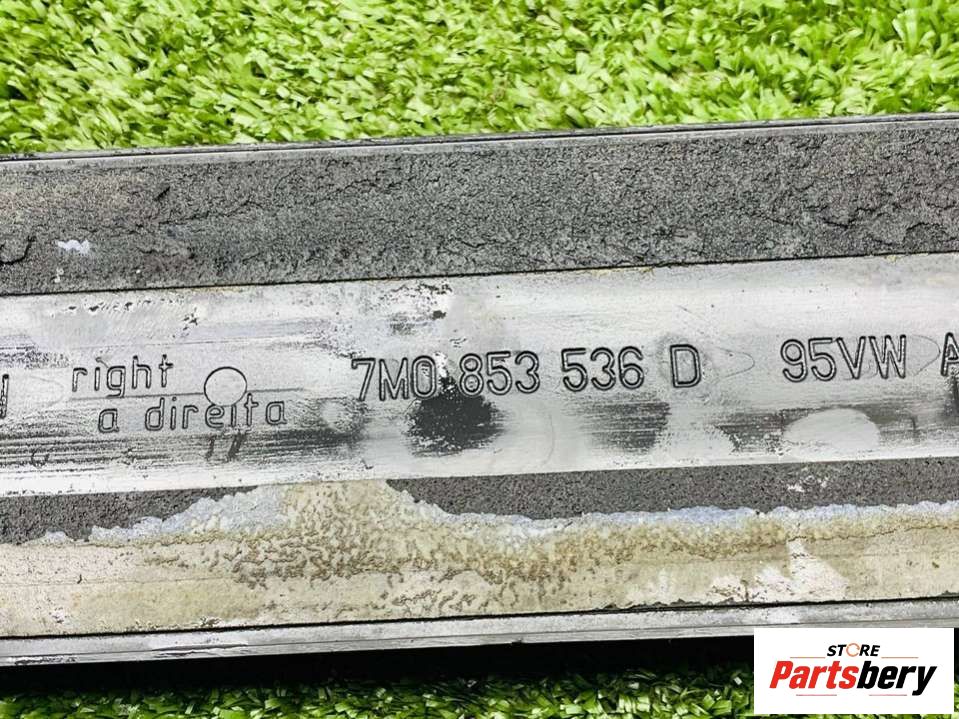 right 7M0 853 536 D 95VW A
a direita
STORE
Partsbery